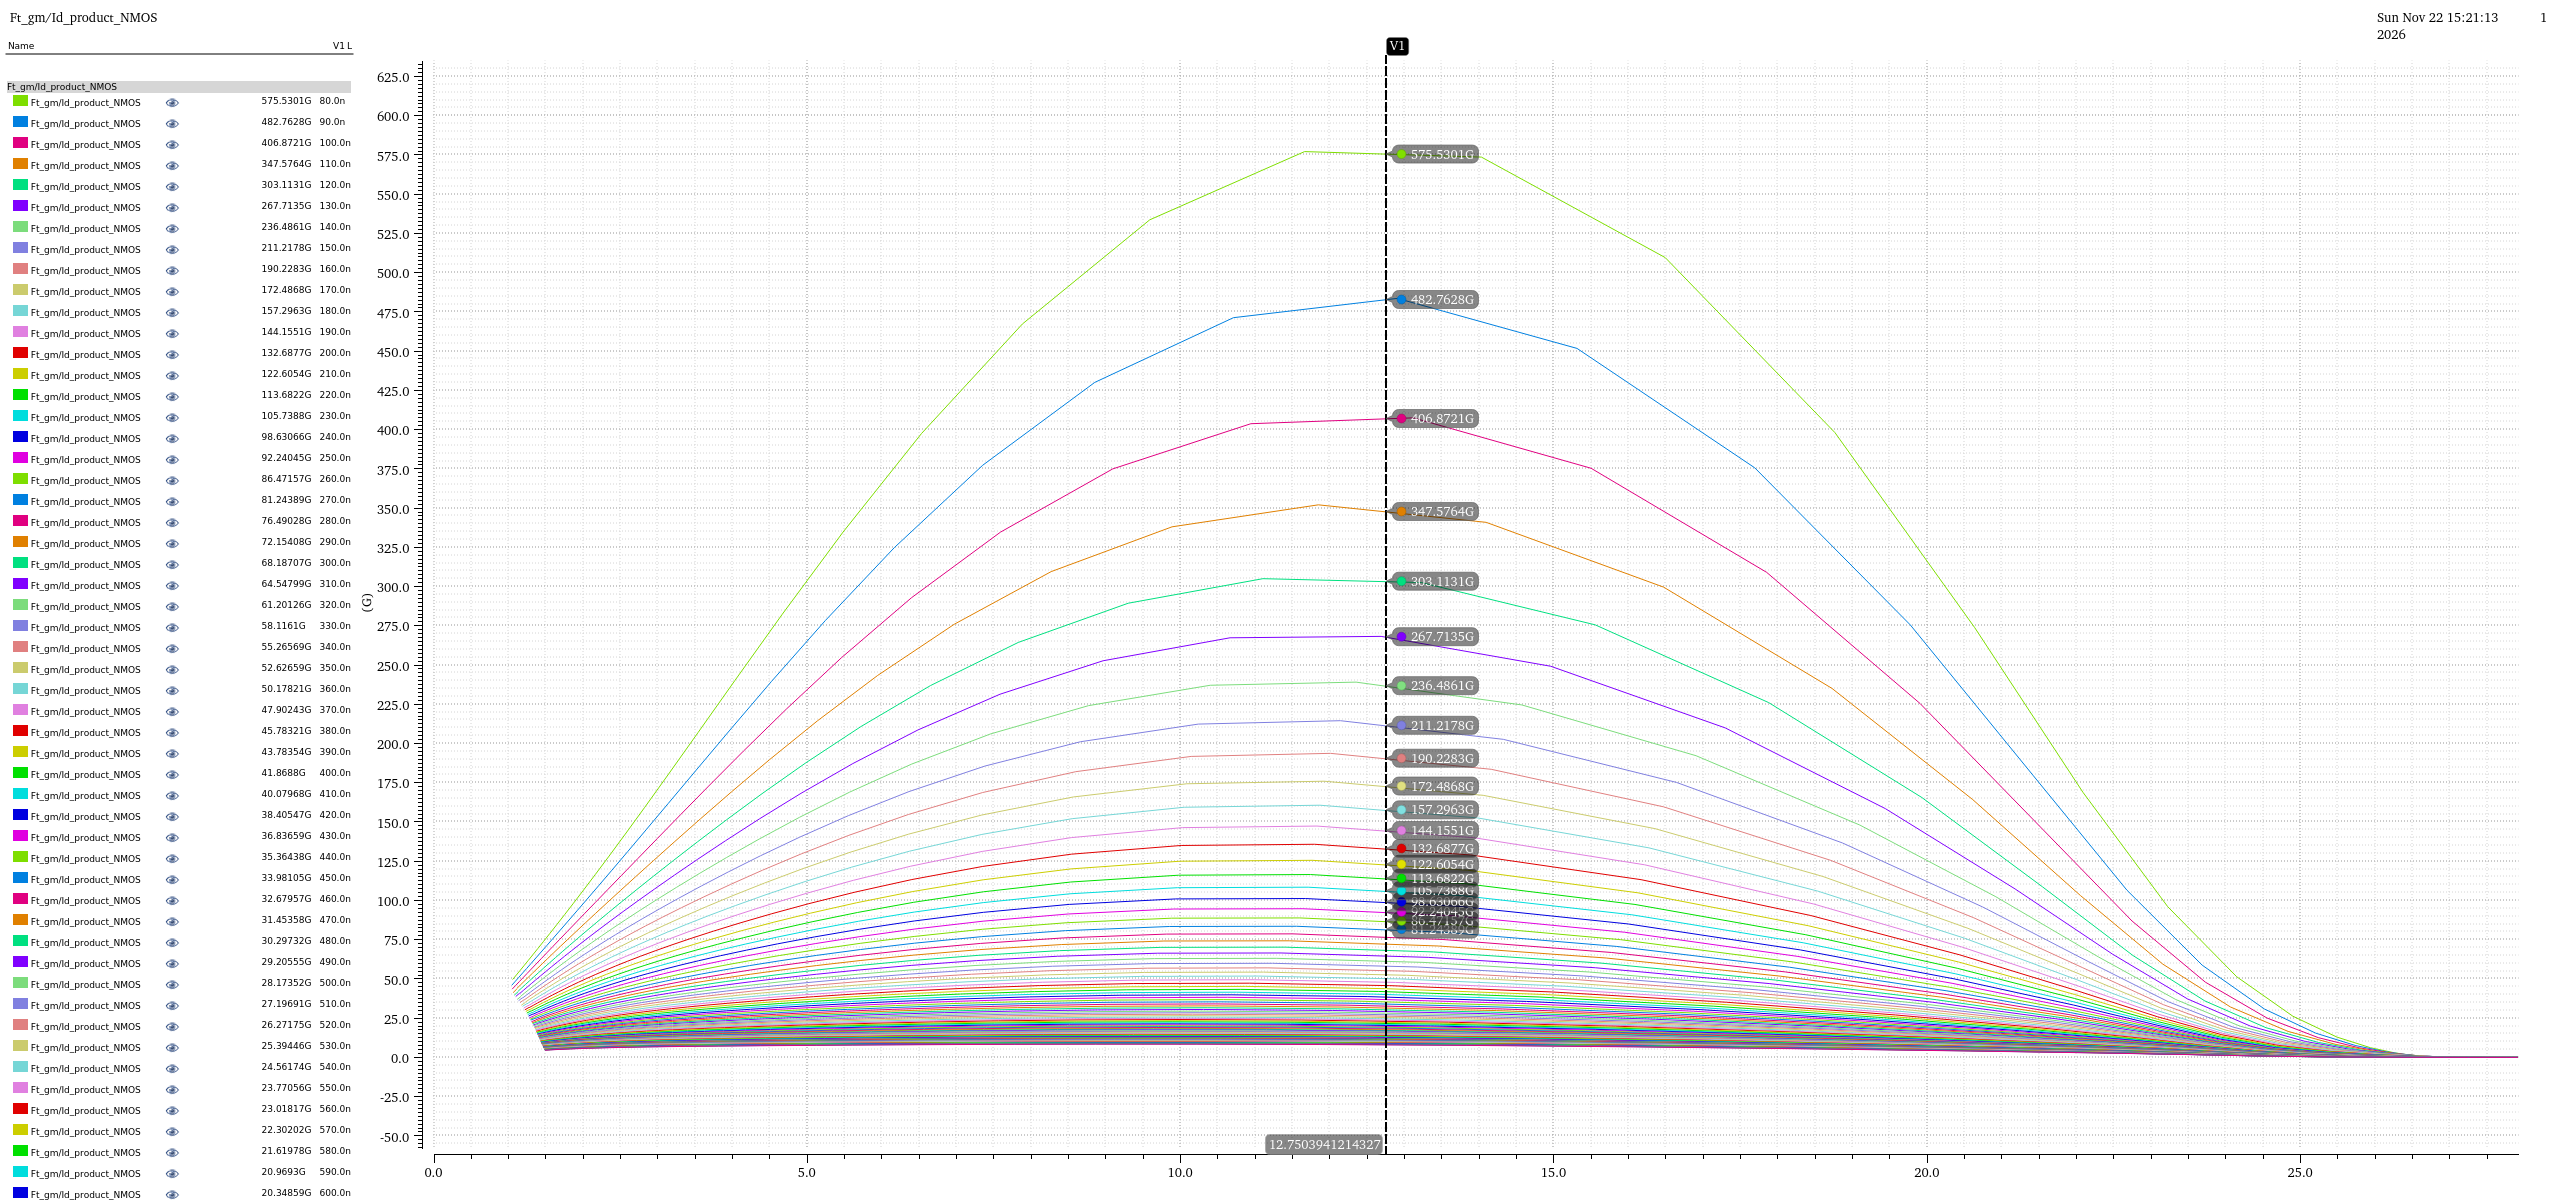 Ft_gm/Id_product_NMOS
Sun Nov 22 15:21:13 1
2026
Name V1 L
Ft_gm/Id_product_NMOS
Ft_gm/Id_product_NMOS 575.5301G 80.0n
Ft_gm/Id_product_NMOS 482.7628G 90.0n
Ft_gm/Id_product_NMOS 406.8721G 100.0n
Ft_gm/Id_product_NMOS 347.5764G 110.0n
Ft_gm/Id_product_NMOS 303.1131G 120.0n
Ft_gm/Id_product_NMOS 267.7135G 130.0n
Ft_gm/Id_product_NMOS 236.4861G 140.0n
Ft_gm/Id_product_NMOS 211.2178G 150.0n
Ft_gm/Id_product_NMOS 190.2283G 160.0n
Ft_gm/Id_product_NMOS 172.4868G 170.0n
Ft_gm/Id_product_NMOS 157.2963G 180.0n
Ft_gm/Id_product_NMOS 144.1551G 190.0n
Ft_gm/Id_product_NMOS 132.6877G 200.0n
Ft_gm/Id_product_NMOS 122.6054G 210.0n
Ft_gm/Id_product_NMOS 113.6822G 220.0n
Ft_gm/Id_product_NMOS 105.7388G 230.0n
Ft_gm/Id_product_NMOS 98.63066G 240.0n
Ft_gm/Id_product_NMOS 92.24045G 250.0n
Ft_gm/Id_product_NMOS 86.47157G 260.0n
Ft_gm/Id_product_NMOS 81.24389G 270.0n
Ft_gm/Id_product_NMOS 76.49028G 280.0n
Ft_gm/Id_product_NMOS 72.15408G 290.0n
Ft_gm/Id_product_NMOS 68.18707G 300.0n
Ft_gm/Id_product_NMOS 64.54799G 310.0n
Ft_gm/Id_product_NMOS 61.20126G 320.0n
Ft_gm/Id_product_NMOS 58.1161G 330.0n
Ft_gm/Id_product_NMOS 55.26569G 340.0n
Ft_gm/Id_product_NMOS 52.62659G 350.0n
Ft_gm/Id_product_NMOS 50.17821G 360.0n
Ft_gm/Id_product_NMOS 47.90243G 370.0n
Ft_gm/Id_product_NMOS 45.78321G 380.0n
Ft_gm/Id_product_NMOS 43.78354G 390.0n
Ft_gm/Id_product_NMOS 41.8688G 400.0n
Ft_gm/Id_product_NMOS 40.07968G 410.0n
Ft_gm/Id_product_NMOS 38.40547G 420.0n
Ft_gm/Id_product_NMOS 36.83659G 430.0n
Ft_gm/Id_product_NMOS 35.36438G 440.0n
Ft_gm/Id_product_NMOS 33.98105G 450.0n
Ft_gm/Id_product_NMOS 32.67957G 460.0n
Ft_gm/Id_product_NMOS 31.45358G 470.0n
Ft_gm/Id_product_NMOS 30.29732G 480.0n
Ft_gm/Id_product_NMOS 29.20555G 490.0n
Ft_gm/Id_product_NMOS 28.17352G 500.0n
Ft_gm/Id_product_NMOS 27.19691G 510.0n
Ft_gm/Id_product_NMOS 26.27175G 520.0n
Ft_gm/Id_product_NMOS 25.39446G 530.0n
Ft_gm/Id_product_NMOS 24.56174G 540.0n
Ft_gm/Id_product_NMOS 23.77056G 550.0n
Ft_gm/Id_product_NMOS 23.01817G 560.0n
Ft_gm/Id_product_NMOS 22.30202G 570.0n
Ft_gm/Id_product_NMOS 21.61978G 580.0n
Ft_gm/Id_product_NMOS 20.9693G 590.0n
Ft_gm/Id_product_NMOS 20.34859G 600.0n
V1
625.0
600.0
575.0
550.0
525.0
500.0
475.0
450.0
425.0
400.0
375.0
350.0
325.0
300.0
275.0
250.0
225.0
200.0
175.0
150.0
125.0
100.0
75.0
50.0
25.0
0.0
-25.0
-50.0
(G)
575.5301G
482.7628G
406.8721G
347.5764G
303.1131G
267.7135G
236.4861G
211.2178G
190.2283G
172.4868G
157.2963G
144.1551G
132.6877G
122.6054G
113.6822G
105.7388G
98.63066G
92.24045G
86.47157G
81.24389G
12.7503941214327
0.0 5.0 10.0 15.0 20.0 25.0